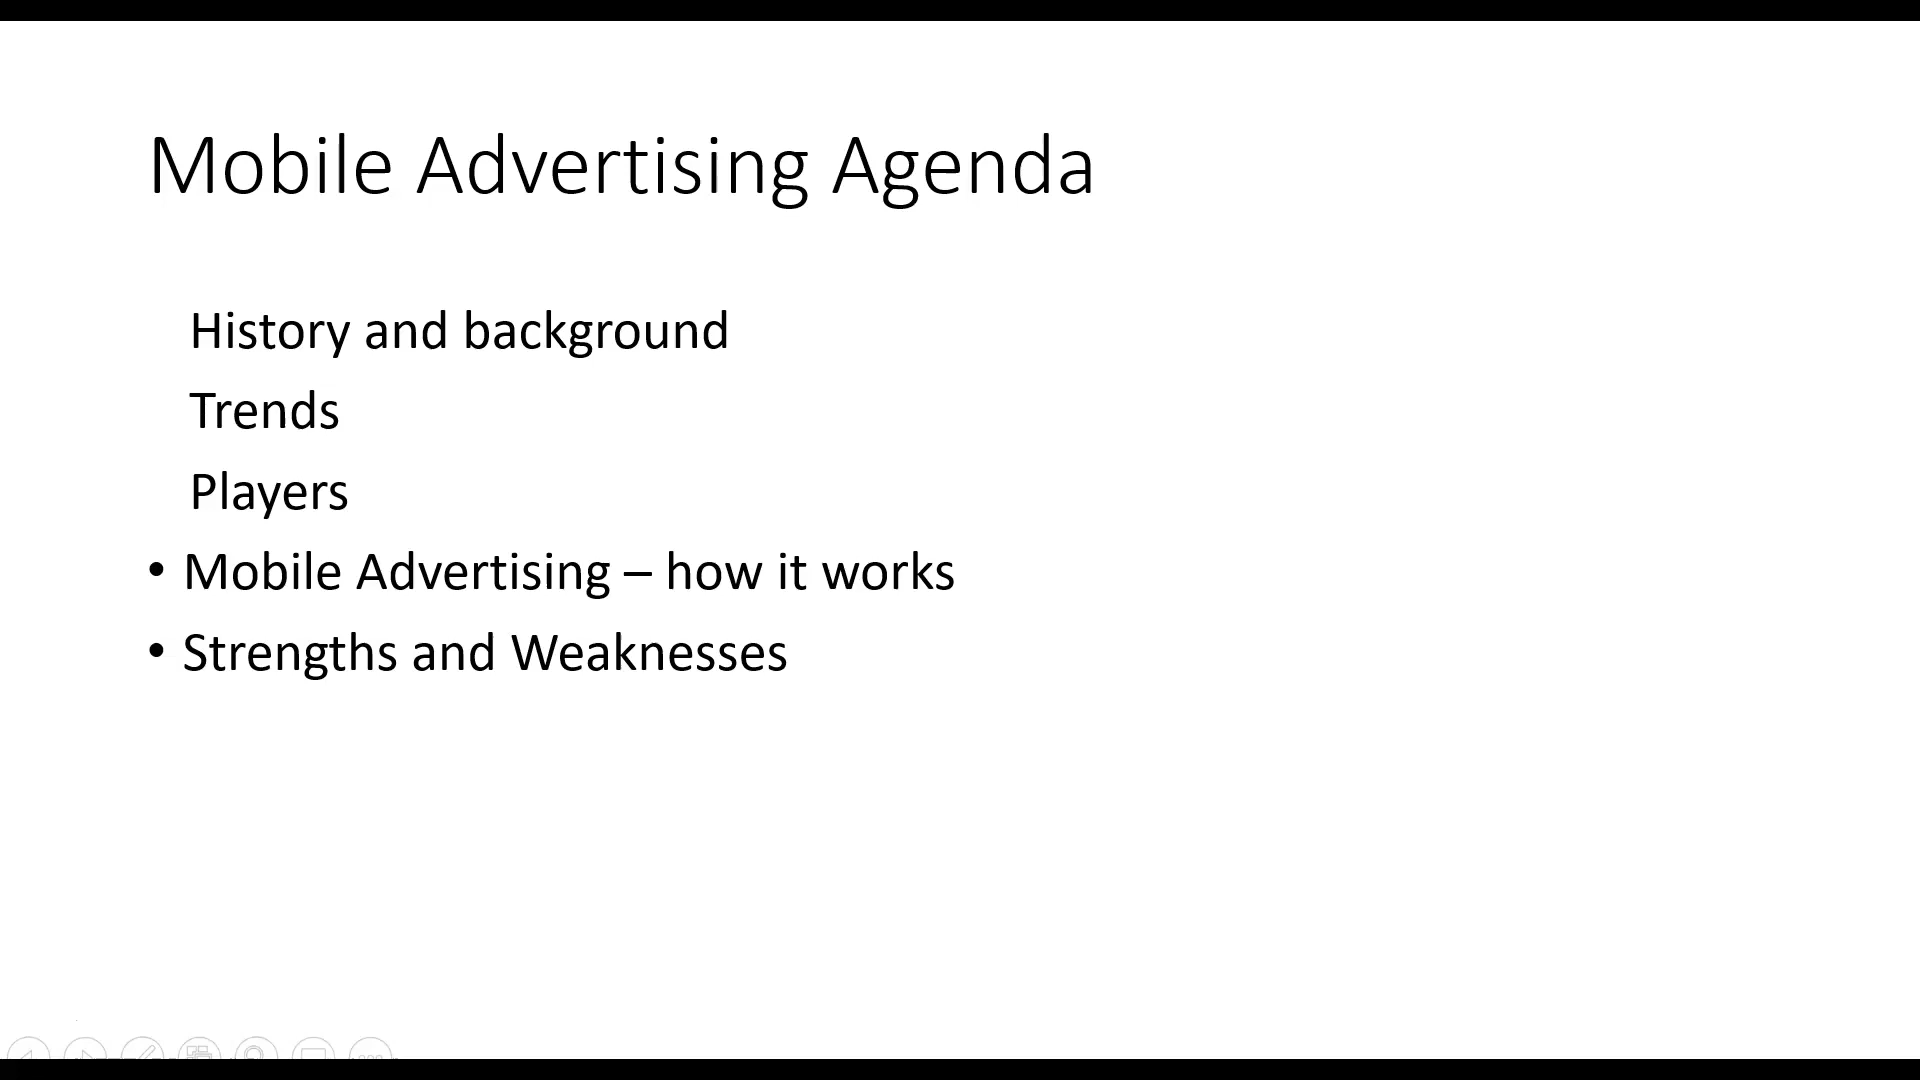 Mobile Advertising Agenda
History and background
Trends
Players
• Mobile Advertising – how it works
• Strengths and Weaknesses